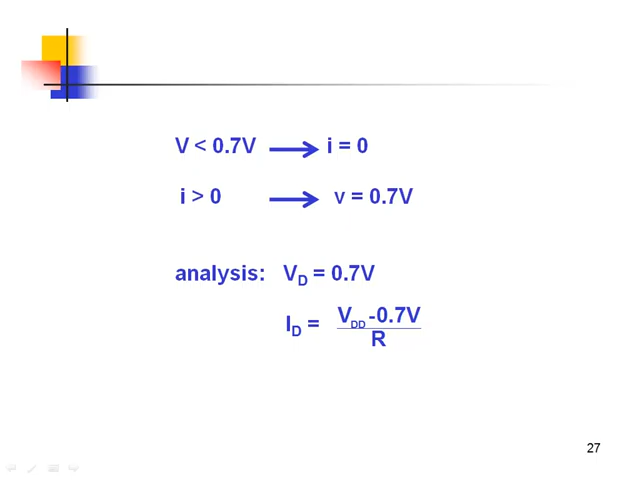 V < 0.7V → i = 0
i > 0 → v = 0.7V
analysis: VD = 0.7V
ID = VDD -0.7V
R
27